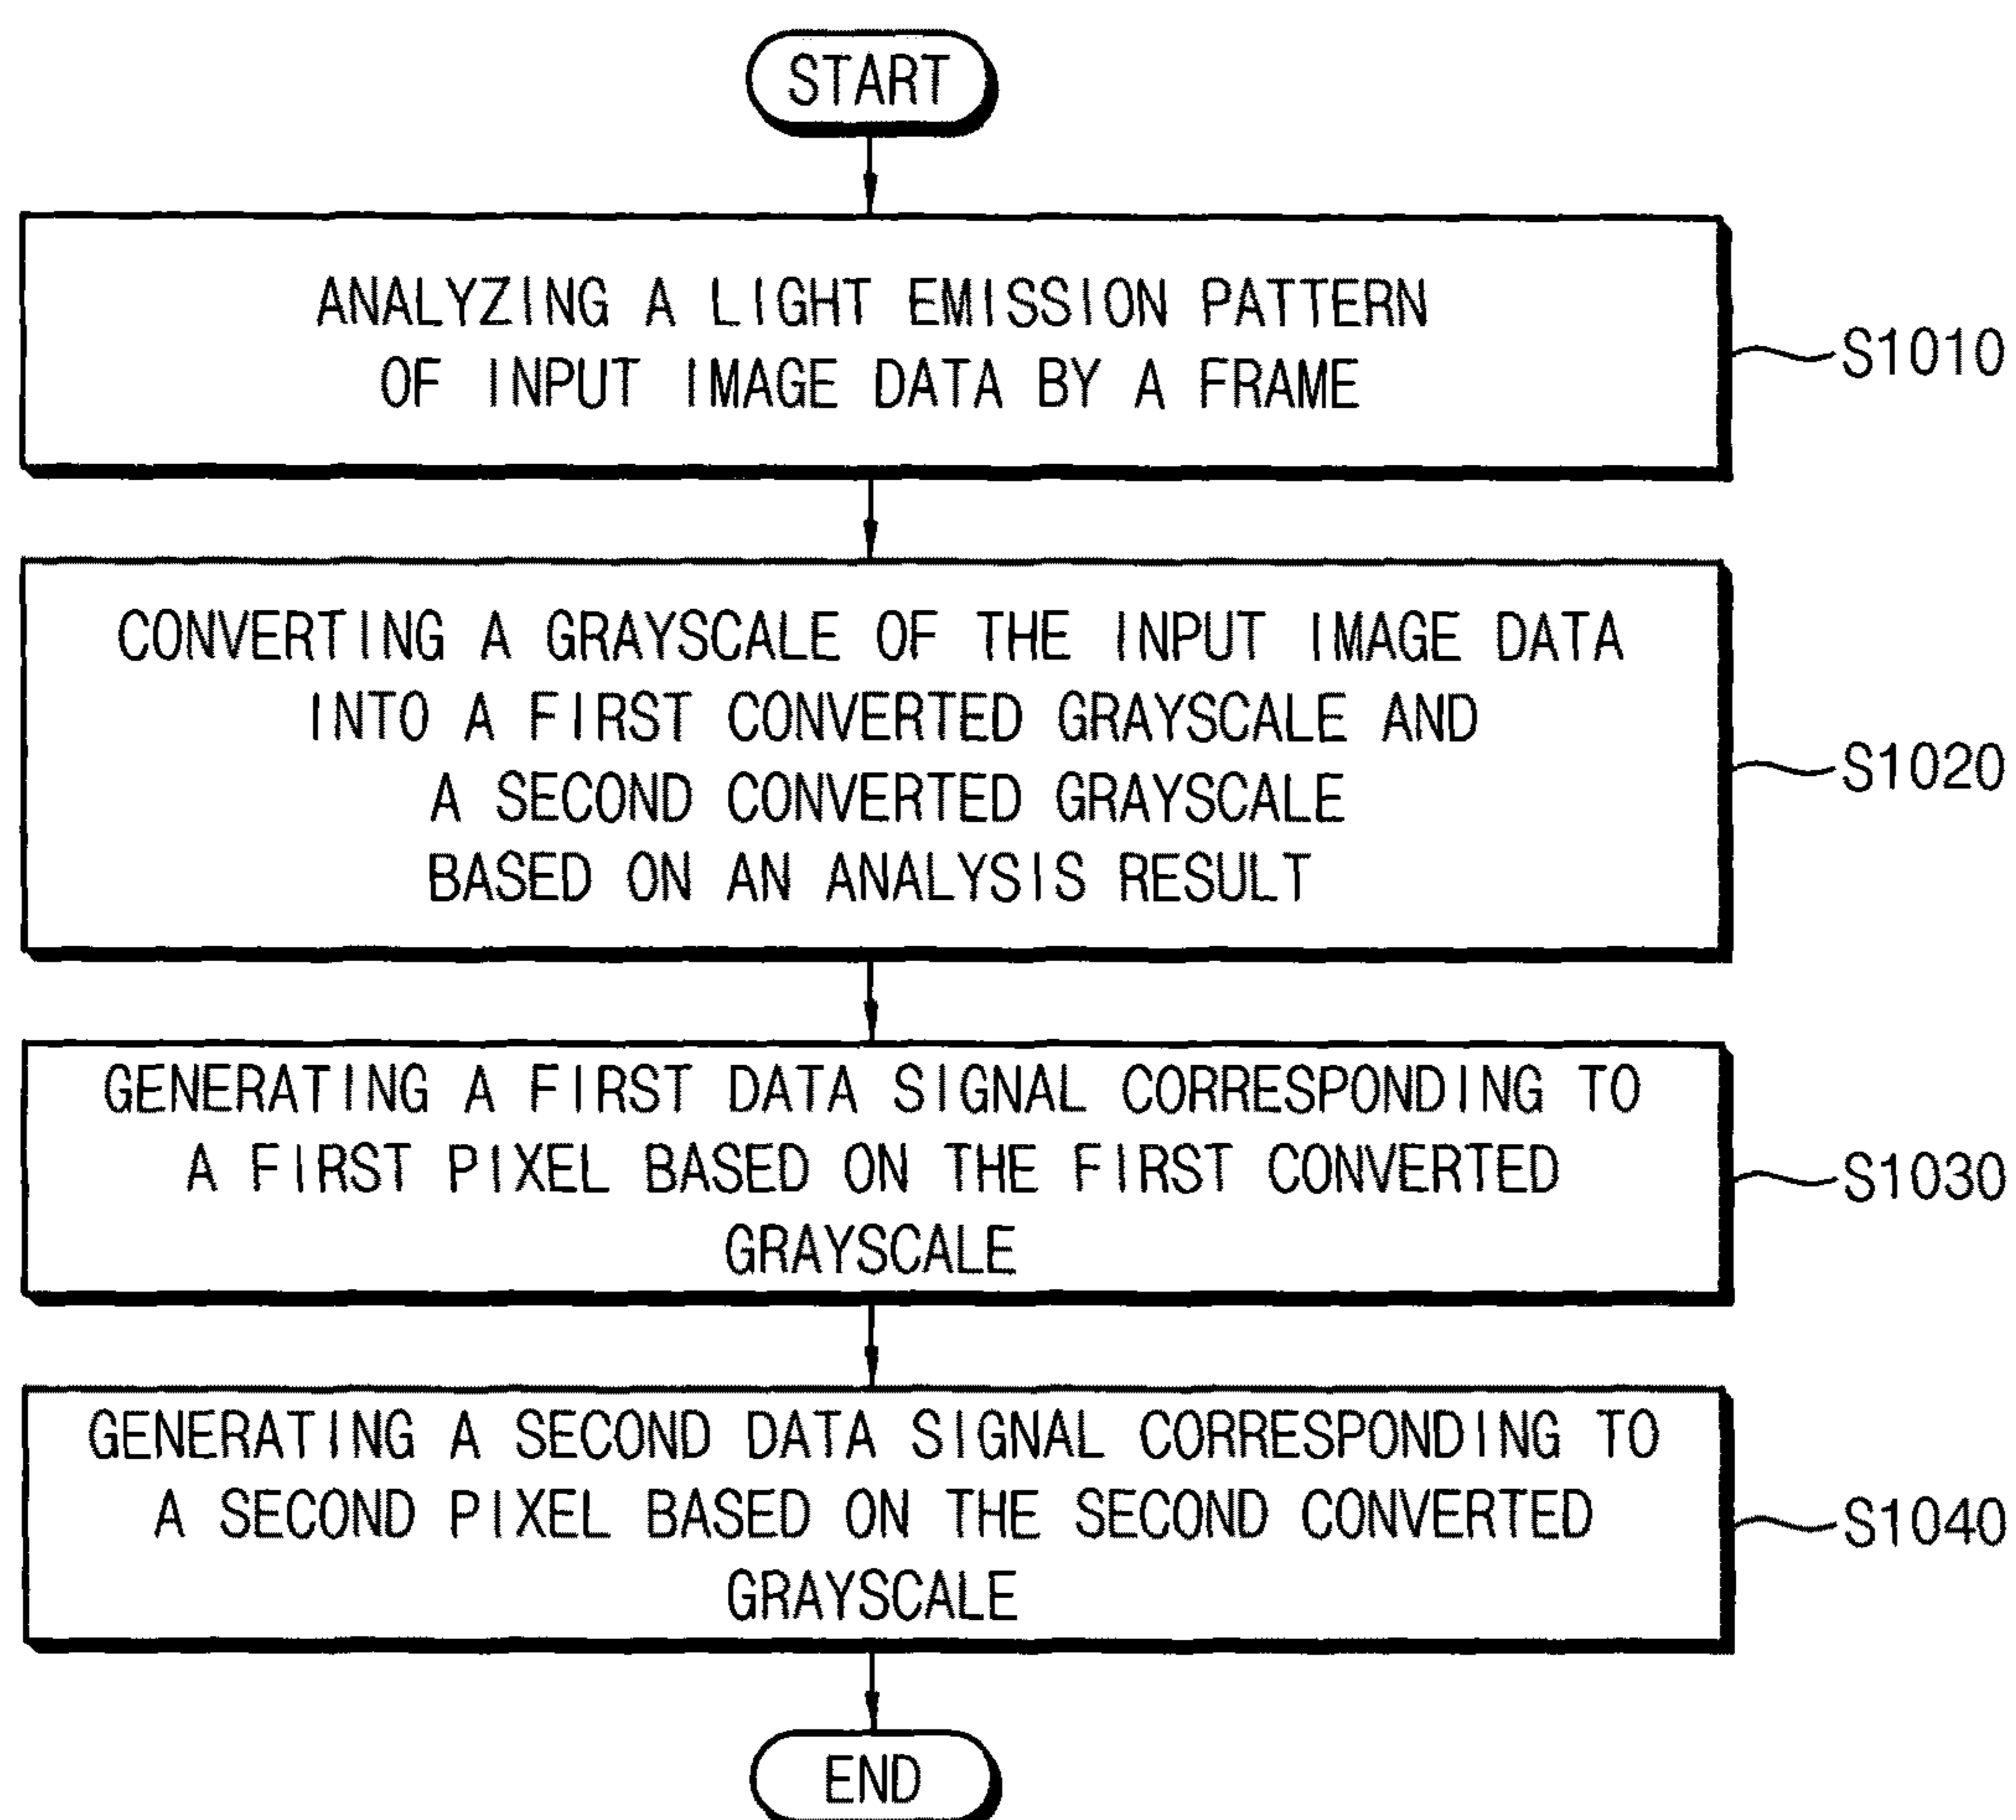 START
ANALYZING A LIGHT EMISSION PATTERN
OF INPUT IMAGE DATA BY A FRAME
S1010
CONVERTING A GRAYSCALE OF THE INPUT IMAGE DATA
INTO A FIRST CONVERTED GRAYSCALE AND
A SECOND CONVERTED GRAYSCALE
BASED ON AN ANALYSIS RESULT
S1020
GENERATING A FIRST DATA SIGNAL CORRESPONDING TO
A FIRST PIXEL BASED ON THE FIRST CONVERTED
GRAYSCALE
S1030
GENERATING A SECOND DATA SIGNAL CORRESPONDING TO
A SECOND PIXEL BASED ON THE SECOND CONVERTED
GRAYSCALE
S1040
END